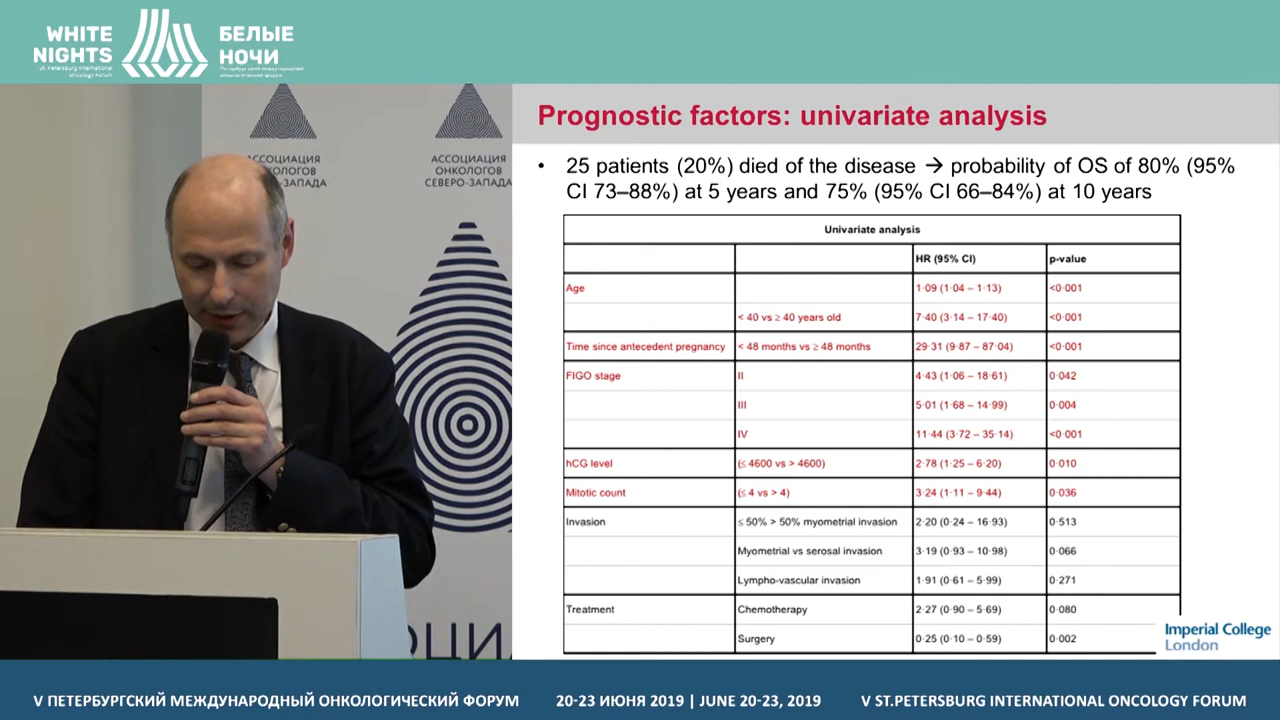 WHITE NIGHTS
St. Petersburg International Oncology Forum
БЕЛЫЕ НОЧИ
Петербургский международный онкологический форум
АССОЦИАЦИЯ
ОНКОЛОГОВ
СЕВЕРО-ЗАПАДА
АССОЦИАЦИЯ
ОНКОЛОГОВ
СЕВЕРО-ЗАПАДА
Prognostic factors: univariate analysis
• 25 patients (20%) died of the disease → probability of OS of 80% (95%
CI 73–88%) at 5 years and 75% (95% CI 66–84%) at 10 years
Univariate analysis
HR (95% CI) p-value
Age 1·09 (1·04 – 1·13) <0·001
< 40 vs ≥ 40 years old 7·40 (3·14 – 17·40) <0·001
Time since antecedent pregnancy < 48 months vs ≥ 48 months 29·31 (9·87 – 87·04) <0·001
FIGO stage II 4·43 (1·06 – 18·61) 0·042
III 5·01 (1·68 – 14·99) 0·004
IV 11·44 (3·72 – 35·14) <0·001
hCG level (≤ 4600 vs > 4600) 2·78 (1·25 – 6·20) 0·010
Mitotic count (≤ 4 vs > 4) 3·24 (1·11 – 9·44) 0·036
Invasion ≤ 50% > 50% myometrial invasion 2·20 (0·24 – 16·93) 0·513
Myometrial vs serosal invasion 3·19 (0·93 – 10·98) 0·066
Lympho-vascular invasion 1·91 (0·61 – 5·99) 0·271
Treatment Chemotherapy 2·27 (0·90 – 5·69) 0·080
Surgery 0·25 (0·10 – 0·59) 0·002
Imperial College
London
V ПЕТЕРБУРГСКИЙ МЕЖДУНАРОДНЫЙ ОНКОЛОГИЧЕСКИЙ ФОРУМ 20-23 ИЮНЯ 2019 | JUNE 20-23, 2019 V ST.PETERSBURG INTERNATIONAL ONCOLOGY FORUM